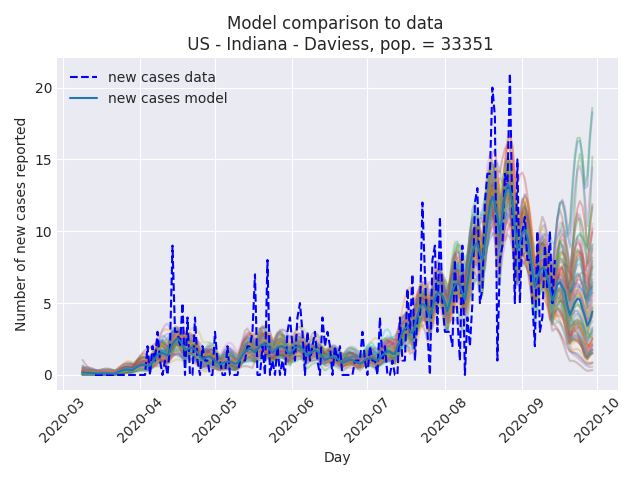 Model comparison to data
US - Indiana - Daviess, pop. = 33351
new cases data
new cases model
Number of new cases reported
20
15
10
5
0
2020-03
2020-04
2020-05
2020-06
2020-07
2020-08
2020-09
2020-10
Day